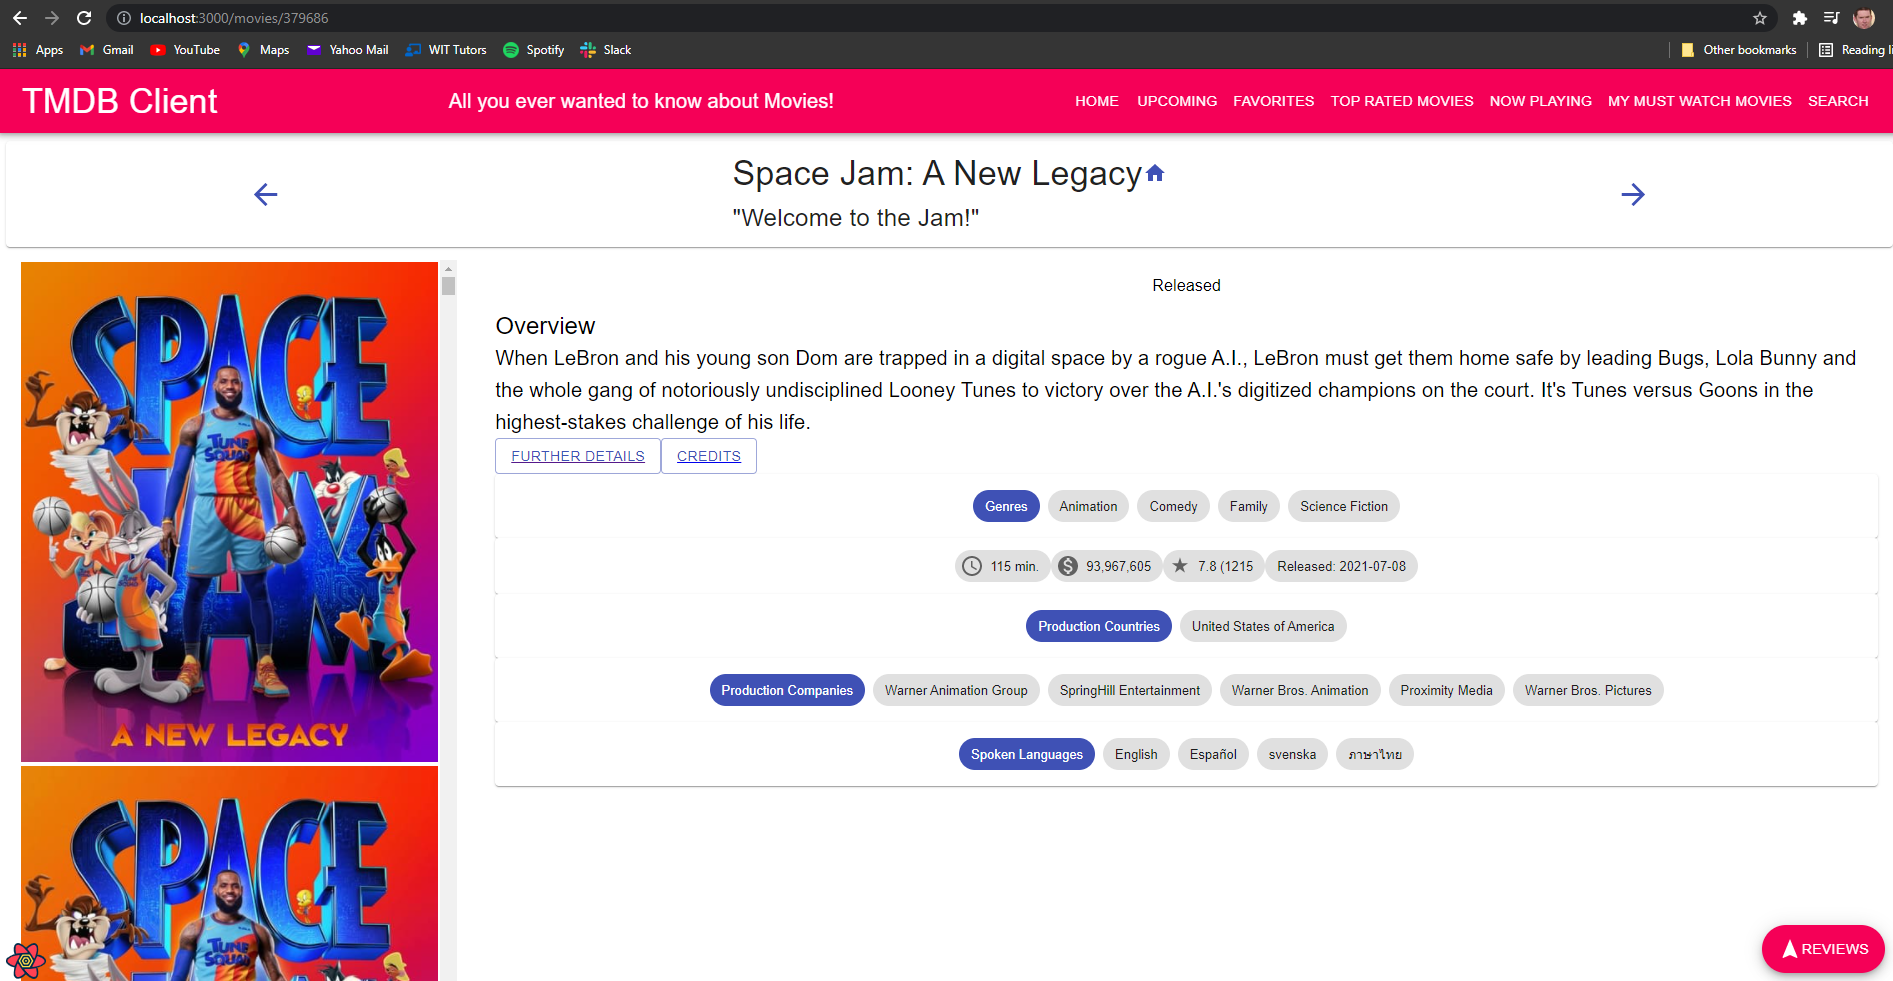 localhost:3000/movies/379686
Apps Gmail YouTube Maps Yahoo Mail WIT Tutors Spotify Slack Other bookmarks Reading li
TMDB Client All you ever wanted to know about Movies! HOME UPCOMING FAVORITES TOP RATED MOVIES NOW PLAYING MY MUST WATCH MOVIES SEARCH
Space Jam: A New Legacy
"Welcome to the Jam!"
SPACE
JAM
TUNE
SQUAD
A NEW LEGACY
SPACE
TUNE
SQUAD
Released
Overview
When LeBron and his young son Dom are trapped in a digital space by a rogue A.I., LeBron must get them home safe by leading Bugs, Lola Bunny and
the whole gang of notoriously undisciplined Looney Tunes to victory over the A.I.'s digitized champions on the court. It's Tunes versus Goons in the
highest-stakes challenge of his life.
FURTHER DETAILS CREDITS
Genres Animation Comedy Family Science Fiction
115 min. 93,967,605 7.8 (1215 Released: 2021-07-08
Production Countries United States of America
Production Companies Warner Animation Group SpringHill Entertainment Warner Bros. Animation Proximity Media Warner Bros. Pictures
Spoken Languages English Español svenska ภาษาไทย
REVIEWS